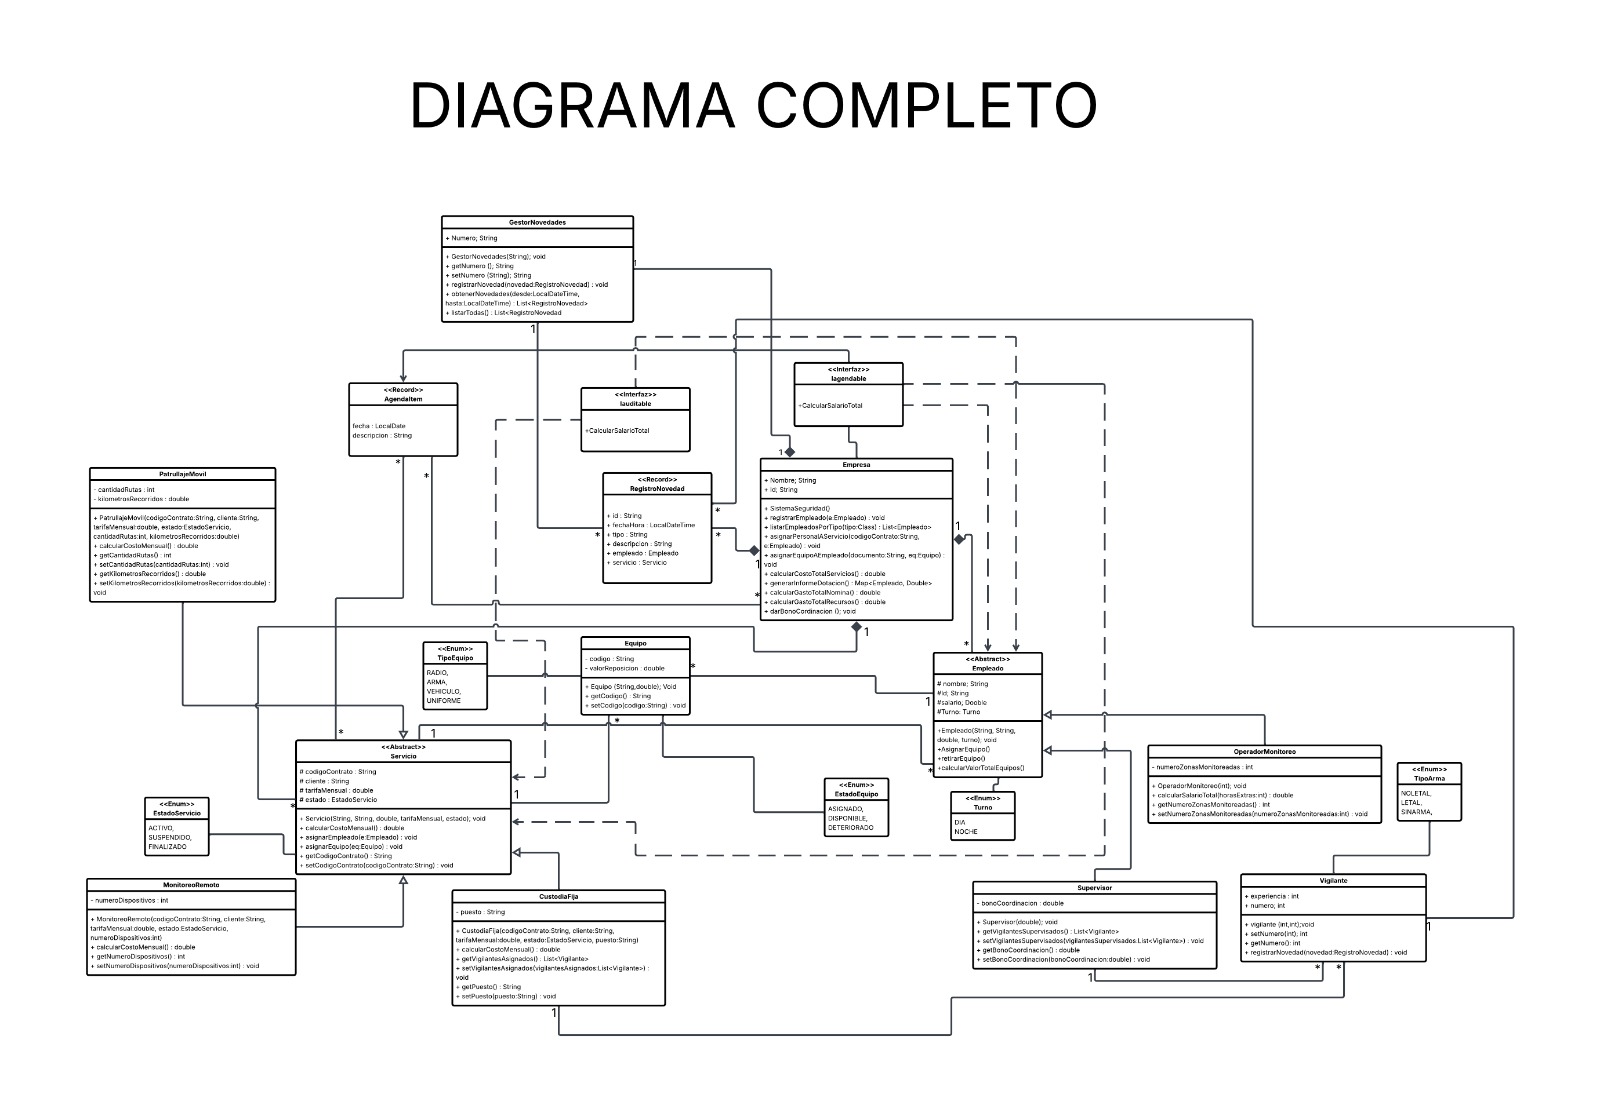 DIAGRAMA COMPLETO
GestorNovedades
+ Numero; String
+ GestorNovedades(String); void
+ getNumero (); String
+ setNumero (String); String
+ registrarNovedad(novedad:RegistroNovedad) : void
+ obtenerNovedades(desde:LocalDateTime,
hasta:LocalDateTime) : List<RegistroNovedad>
+ listarTodas() : List<RegistroNovedad
1
1
<<Record>>
AgendaItem
fecha : LocalDate
descripcion : String
*
*
<<Interfaz>>
Iauditable
+CalcularSalarioTotal
<<Interfaz>>
Iagendable
+CalcularSalarioTotal
PatrullajeMovil
- cantidadRutas : int
- kilometrosRecorridos : double
+ PatrullajeMovil(codigoContrato:String, cliente:String,
tarifaMensual:double, estado:EstadoServicio,
cantidadRutas:int, kilometrosRecorridos:double)
+ calcularCostoMensual() : double
+ getCantidadRutas() : int
+ setCantidadRutas(cantidadRutas:int) : void
+ getKilometrosRecorridos() : double
+ setKilometrosRecorridos(kilometrosRecorridos:double) :
void
<<Record>>
RegistroNovedad
+ id : String
+ fechaHora : LocalDateTime
+ tipo : String
+ descripcion : String
+ empleado : Empleado
+ servicio : Servicio
*
*
*
1
Empresa
+ Nombre; String
+ id; String
+ SistemaSeguridad()
+ registrarEmpleado(e:Empleado) : void
+ listarEmpleadosPorTipo(tipo:Class) : List<Empleado>
+ asignarPersonalAServicio(codigoContrato:String,
e:Empleado) : void
+ asignarEquipoAEmpleado(documento:String, eq:Equipo) :
void
+ calcularCostoTotalServicios() : double
+ generarInformeDotacion() : Map<Empleado, Double>
+ calcularGastoTotalNomina() : double
+ calcularGastoTotalRecursos() : double
+ darBonoCordinacion (); void
1
1
*
1
*
<<Enum>>
TipoEquipo
RADIO,
ARMA,
VEHICULO,
UNIFORME
Equipo
- codigo : String
- valorReposicion : double
+ Equipo (String,double); Void
+ getCodigo() : String
+ setCodigo(codigo:String) : void
*
*
<<Abstract>>
Empleado
# nombre; String
#id; String
#salario; Dooble
#Turno: Turno
+Empleado(String, String,
double, turno); void
+AsignarEquipo()
+retirarEquipo()
+calcularValorTotalEquipos()
1
*
*
1
<<Abstract>>
Servicio
# codigoContrato : String
# cliente : String
# tarifaMensual : double
# estado : EstadoServicio
+ Servicio(String, String, double, tarifaMensual, estado); void
+ calcularCostoMensual() : double
+ asignarEmpleado(e:Empleado) : void
+ asignarEquipo(eq:Equipo) : void
+ getCodigoContrato() : String
+ setCodigoContrato(codigoContrato:String) : void
1
*
<<Enum>>
EstadoServicio
ACTIVO,
SUSPENDIDO,
FINALIZADO
<<Enum>>
EstadoEquipo
ASIGNADO,
DISPONIBLE,
DETERIORADO
<<Enum>>
Turno
DIA
NOCHE
OperadorMonitoreo
- numeroZonasMonitoreadas : int
+ OperadorMonitoreo(int); void
+ calcularSalarioTotal(horasExtras:int) : double
+ getNumeroZonasMonitoreadas() : int
+ setNumeroZonasMonitoreadas(numeroZonasMonitoreadas:int) : void
<<Enum>>
TipoArma
NOLETAL,
LETAL,
SINARMA,
MonitoreoRemoto
- numeroDispositivos : int
+ MonitoreoRemoto(codigoContrato:String, cliente:String,
tarifaMensual:double, estado:EstadoServicio,
numeroDispositivos:int)
+ calcularCostoMensual() : double
+ getNumeroDispositivos() : int
+ setNumeroDispositivos(numeroDispositivos:int) : void
CustodiaFija
- puesto : String
+ CustodiaFija(codigoContrato:String, cliente:String,
tarifaMensual:double, estado:EstadoServicio, puesto:String)
+ calcularCostoMensual() : double
+ getVigilantesAsignados() : List<Vigilante>
+ setVigilantesAsignados(vigilantesAsignados:List<Vigilante>) :
void
+ getPuesto() : String
+ setPuesto(puesto:String) : void
1
Supervisor
- bonoCoordinacion : double
+ Supervisor(double); void
+ getVigilantesSupervisados() : List<Vigilante>
+ setVigilantesSupervisados(vigilantesSupervisados:List<Vigilante>) : void
+ getBonoCoordinacion() : double
+ setBonoCoordinacion(bonoCoordinacion:double) : void
1
Vigilante
+ experiencia : int
+ numero; int
+ vigilante (int,int);void
+ setNumero(int); int
+ getNumero(); int
+ registrarNovedad(novedad:RegistroNovedad) : void
1
*
*